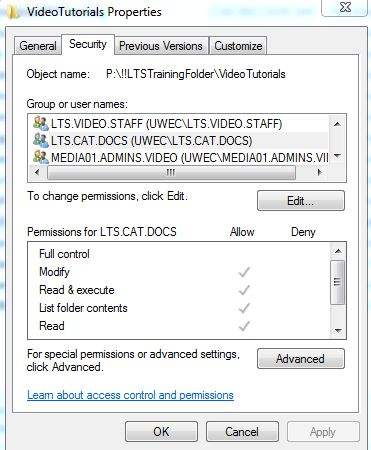 VideoTutorials Properties
General
Security
Previous Versions
Customize
Object name: P:\!!LTSTrainingFolder\VideoTutorials
Group or user names:
LTS.VIDEO.STAFF (UWEC\LTS.VIDEO.STAFF)
LTS.CAT.DOCS (UWEC\LTS.CAT.DOCS)
MEDIA01.ADMINS.VIDEO (UWEC\MEDIA01.ADMINS.VI
To change permissions, click Edit.
Edit...
Permissions for LTS.CAT.DOCS Allow Deny
Full control
Modify
Read & execute
List folder contents
Read
For special permissions or advanced settings,
click Advanced.
Advanced
Learn about access control and permissions
OK
Cancel
Apply